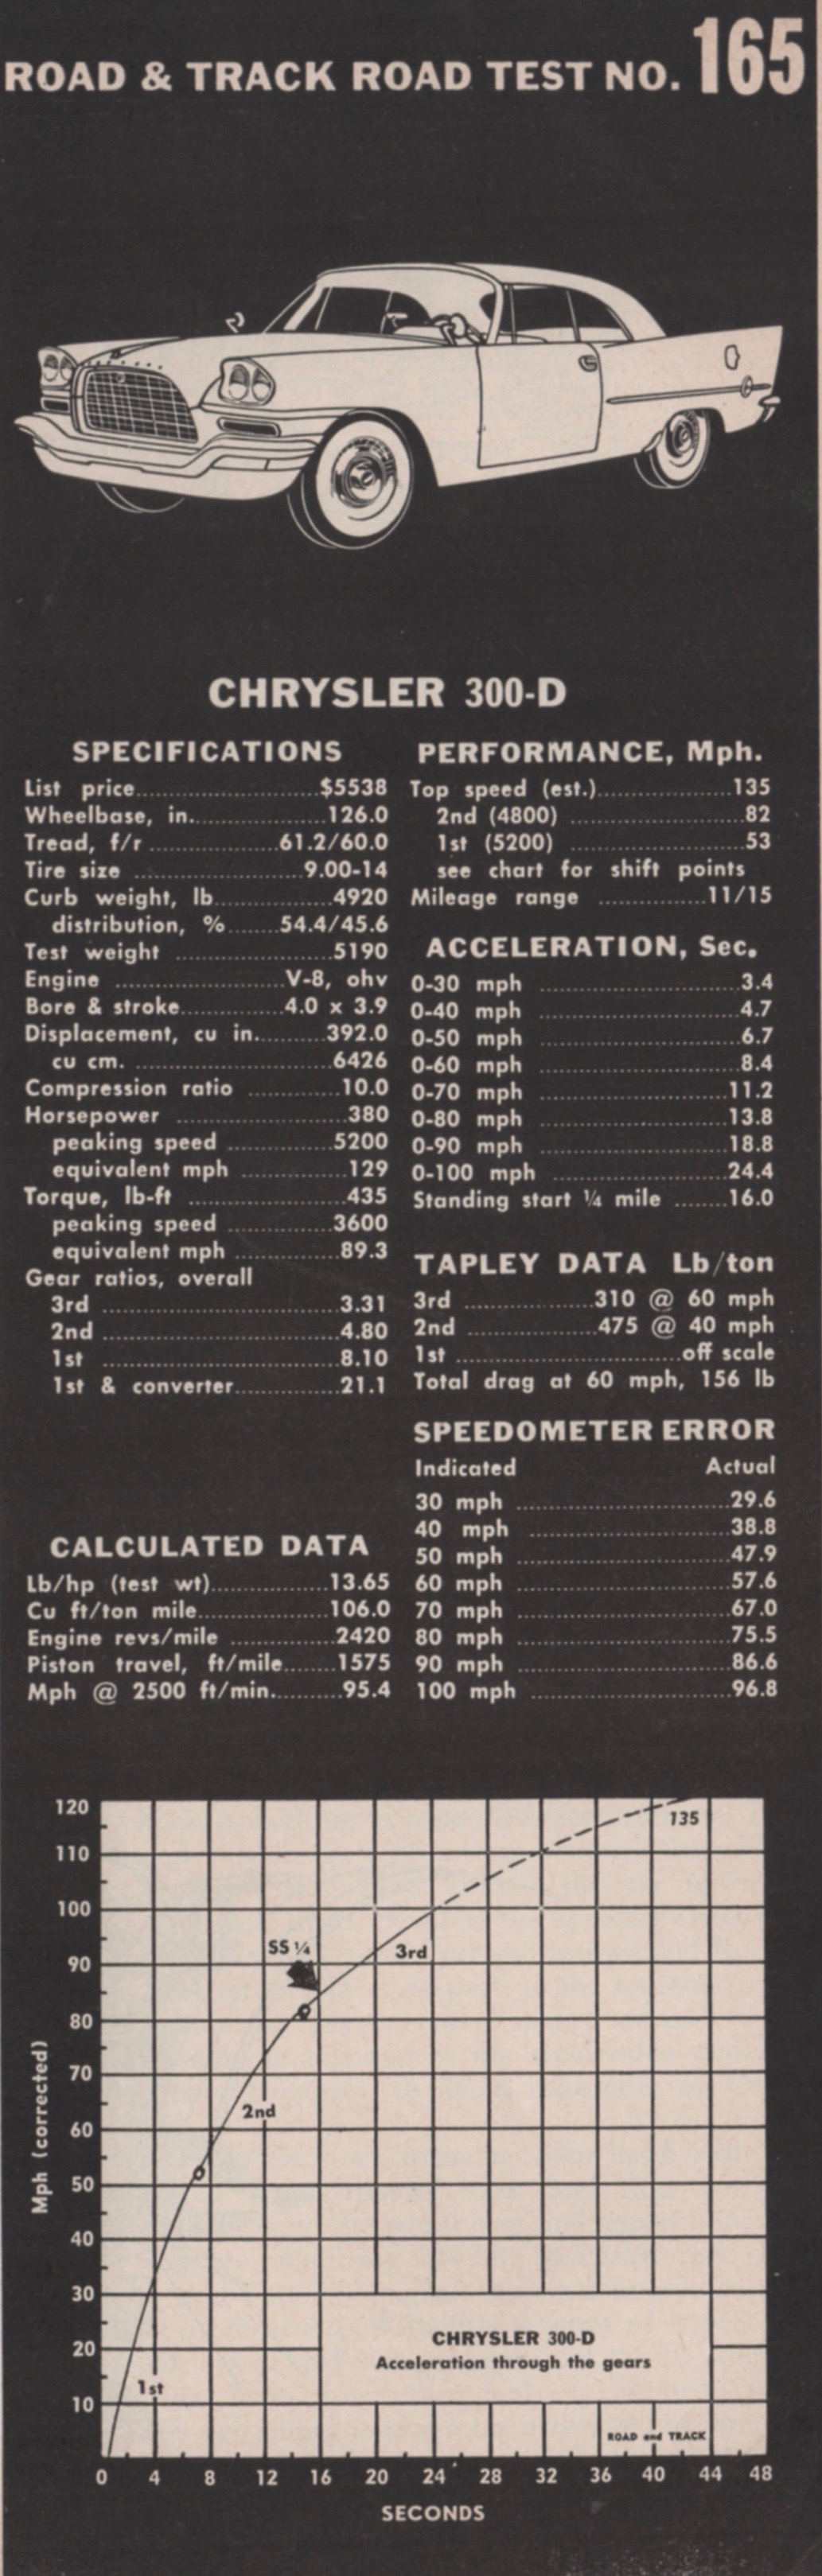 ROAD & TRACK ROAD TEST NO. 165
CHRYSLER 300-D
SPECIFICATIONS
List price........................$5538
Wheelbase, in...................126.0
Tread, f/r.................61.2/60.0
Tire size ......................9.00-14
Curb weight, lb...............4920
distribution, %.......54.4/45.6
Test weight .....................5190
Engine ......................V-8, ohv
Bore & stroke..............4.0 x 3.9
Displacement, cu in..........392.0
cu cm. ..........................6426
Compression ratio ............10.0
Horsepower ......................380
peaking speed ..............5200
equivalent mph ..............129
Torque, lb-ft .....................435
peaking speed ..............3600
equivalent mph ..............89.3
Gear ratios, overall
3rd ...............................3.31
2nd ...............................4.80
1st ...............................8.10
1st & converter..............21.1
CALCULATED DATA
Lb/hp (test wt)................13.65
Cu ft/ton mile..................106.0
Engine revs/mile ..............2420
Piston travel, ft/mile.......1575
Mph @ 2500 ft/min..........95.4
PERFORMANCE, Mph.
Top speed (est.)..................135
2nd (4800) .......................82
1st (5200) .......................53
see chart for shift points
Mileage range ...............11/15
ACCELERATION, Sec.
0-30 mph ..........................3.4
0-40 mph ..........................4.7
0-50 mph ..........................6.7
0-60 mph ..........................8.4
0-70 mph ........................11.2
0-80 mph ........................13.8
0-90 mph ........................18.8
0-100 mph ......................24.4
Standing start ¼ mile ........16.0
TAPLEY DATA Lb/ton
3rd .................310 @ 60 mph
2nd .................475 @ 40 mph
1st .............................off scale
Total drag at 60 mph, 156 lb
SPEEDOMETER ERROR
Indicated Actual
30 mph ............................29.6
40 mph ..........................38.8
50 mph ............................47.9
60 mph ............................57.6
70 mph ............................67.0
80 mph ............................75.5
90 mph ............................86.6
100 mph ..........................96.8
120
110
100
90
80
70
60
50
40
30
20
10
Mph (corrected)
135
SS ¼
3rd
2nd
1st
CHRYSLER 300-D
Acceleration through the gears
ROAD and TRACK
0 4 8 12 16 20 24 28 32 36 40 44 48
SECONDS